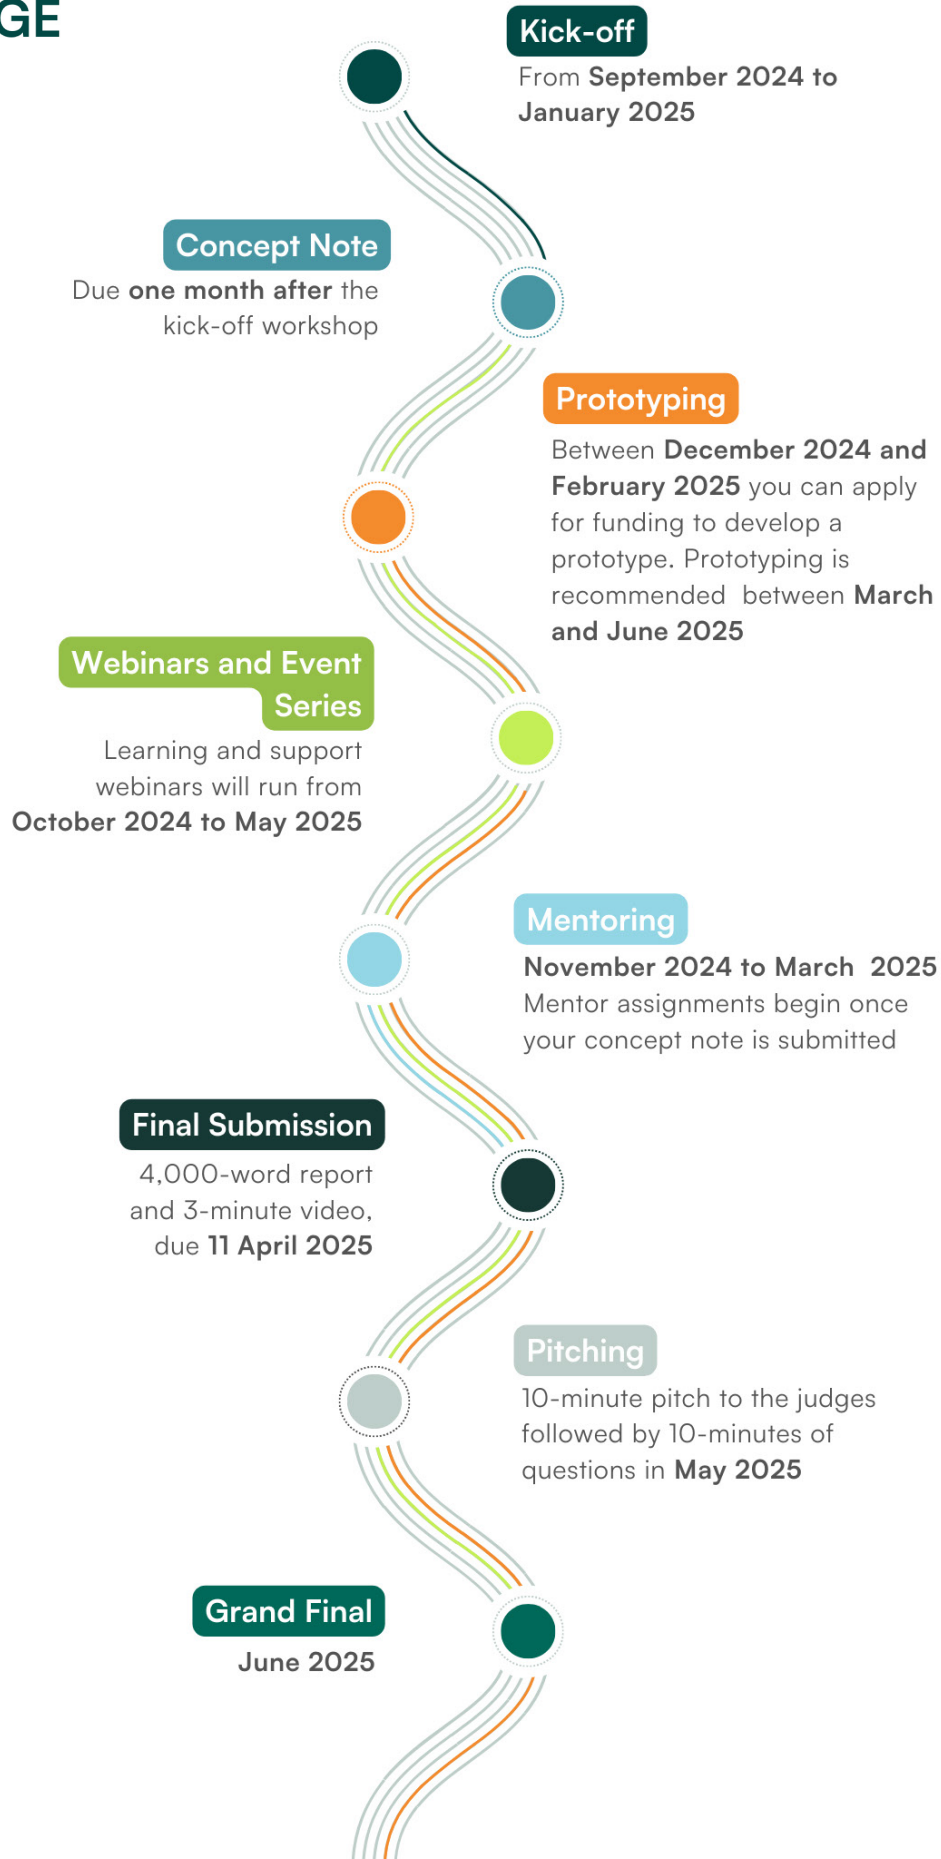 GE
Kick-off
From September 2024 to
January 2025
Concept Note
Due one month after the
kick-off workshop
Prototyping
Between December 2024 and
February 2025 you can apply
for funding to develop a
prototype. Prototyping is
recommended between March
and June 2025
Webinars and Event
Series
Learning and support
webinars will run from
October 2024 to May 2025
Mentoring
November 2024 to March 2025
Mentor assignments begin once
your concept note is submitted
Final Submission
4,000-word report
and 3-minute video,
due 11 April 2025
Pitching
10-minute pitch to the judges
followed by 10-minutes of
questions in May 2025
Grand Final
June 2025